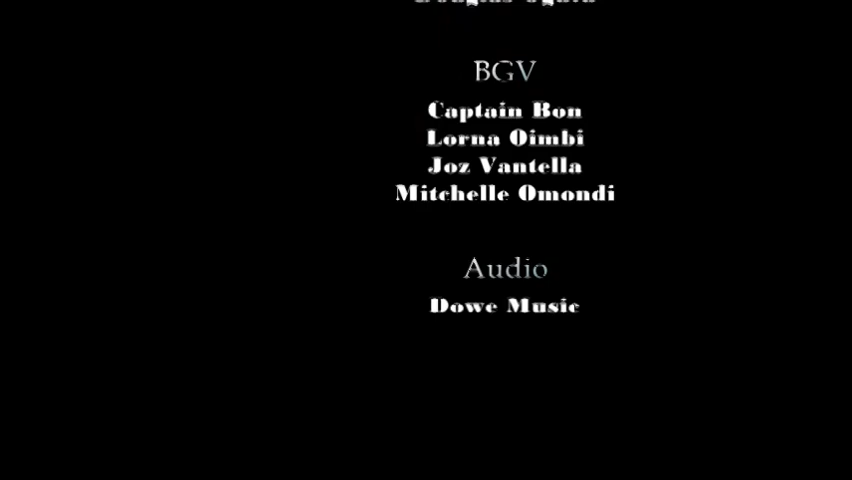 BGV
Captain Bon
Lorna Oimbi
Joz Vantella
Mitchelle Omondi
Audio
Dowe Music